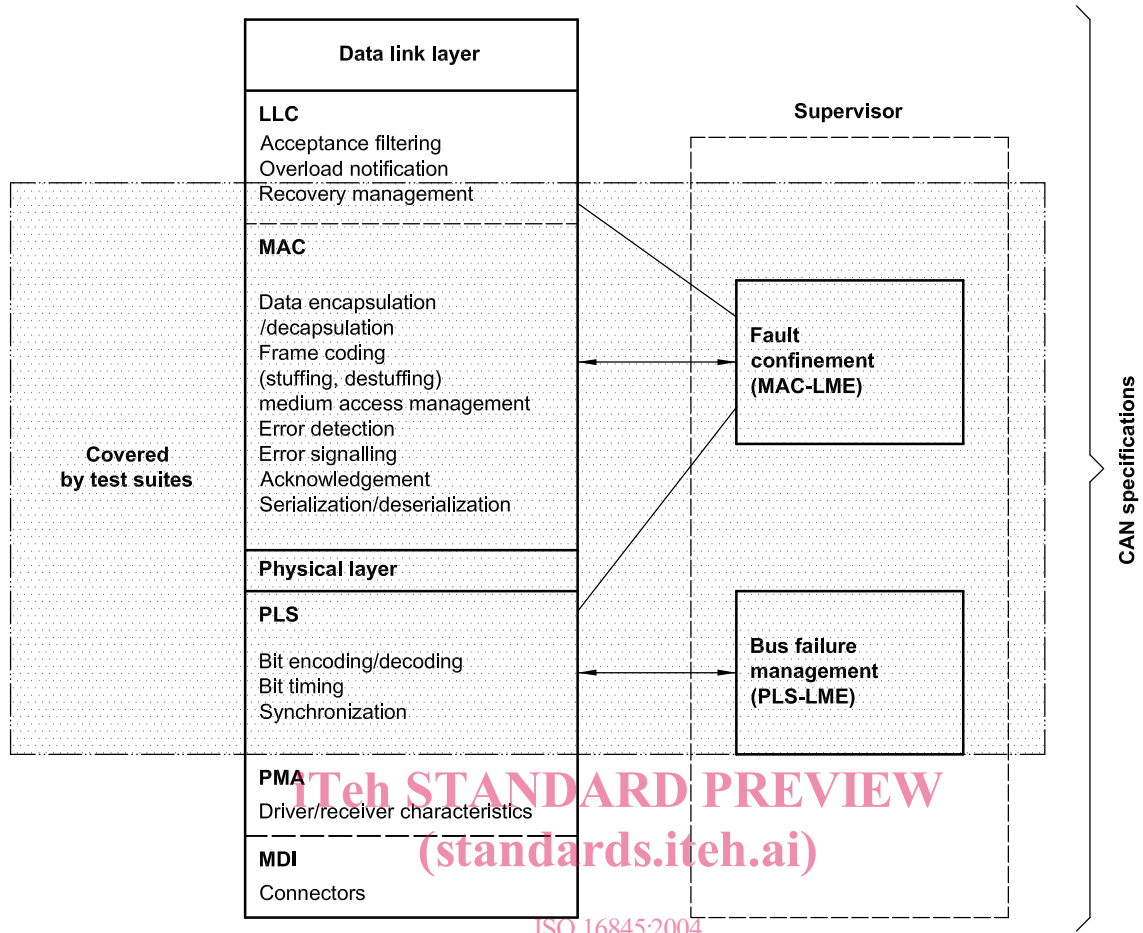 Data link layer
LLC
Acceptance filtering
Overload notification
Recovery management
MAC
Data encapsulation
/decapsulation
Frame coding
(stuffing, destuffing)
medium access management
Error detection
Error signalling
Acknowledgement
Serialization/deserialization
Physical layer
PLS
Bit encoding/decoding
Bit timing
Synchronization
PMA
Driver/receiver characteristics
MDI
Connectors
Covered
by test suites
Supervisor
Fault
confinement
(MAC-LME)
Bus failure
management
(PLS-LME)
CAN specifications
iTeh STANDARD PREVIEW
(standards.iteh.ai)
ISO 16845:2004